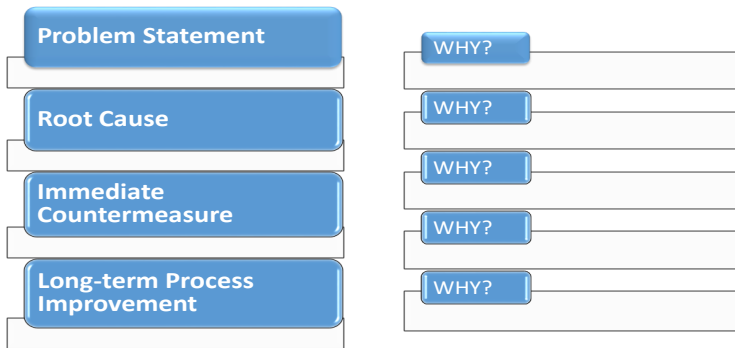 Problem Statement
Root Cause
Immediate
Countermeasure
Long-term Process
Improvement
WHY?
WHY?
WHY?
WHY?
WHY?